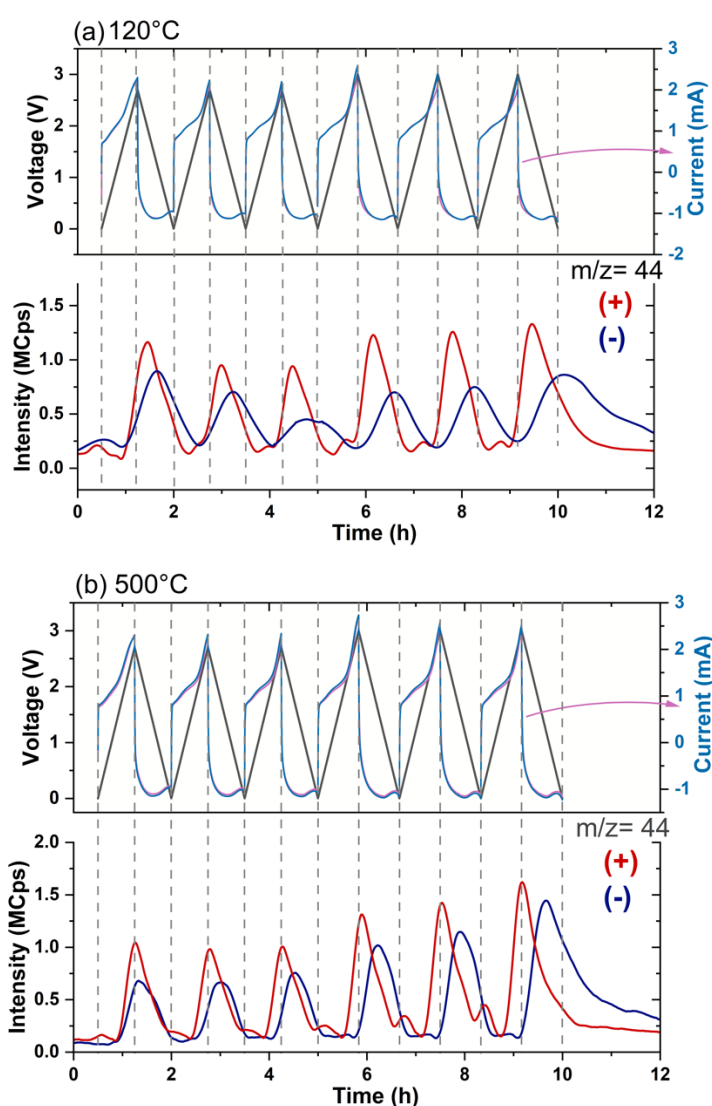 (a) 120°C
3
2
1
0
Voltage (V)
3
2
1
0
-1
-2
Current (mA)
m/z= 44
(+)
(-)
1.5
1.0
0.5
0.0
Intensity (MCps)
0 2 4 6 8 10 12
Time (h)
(b) 500°C
3
2
1
0
Voltage (V)
3
2
1
0
-1
Current (mA)
m/z= 44
(+)
(-)
2.0
1.5
1.0
0.5
0.0
Intensity (MCps)
0 2 4 6 8 10 12
Time (h)